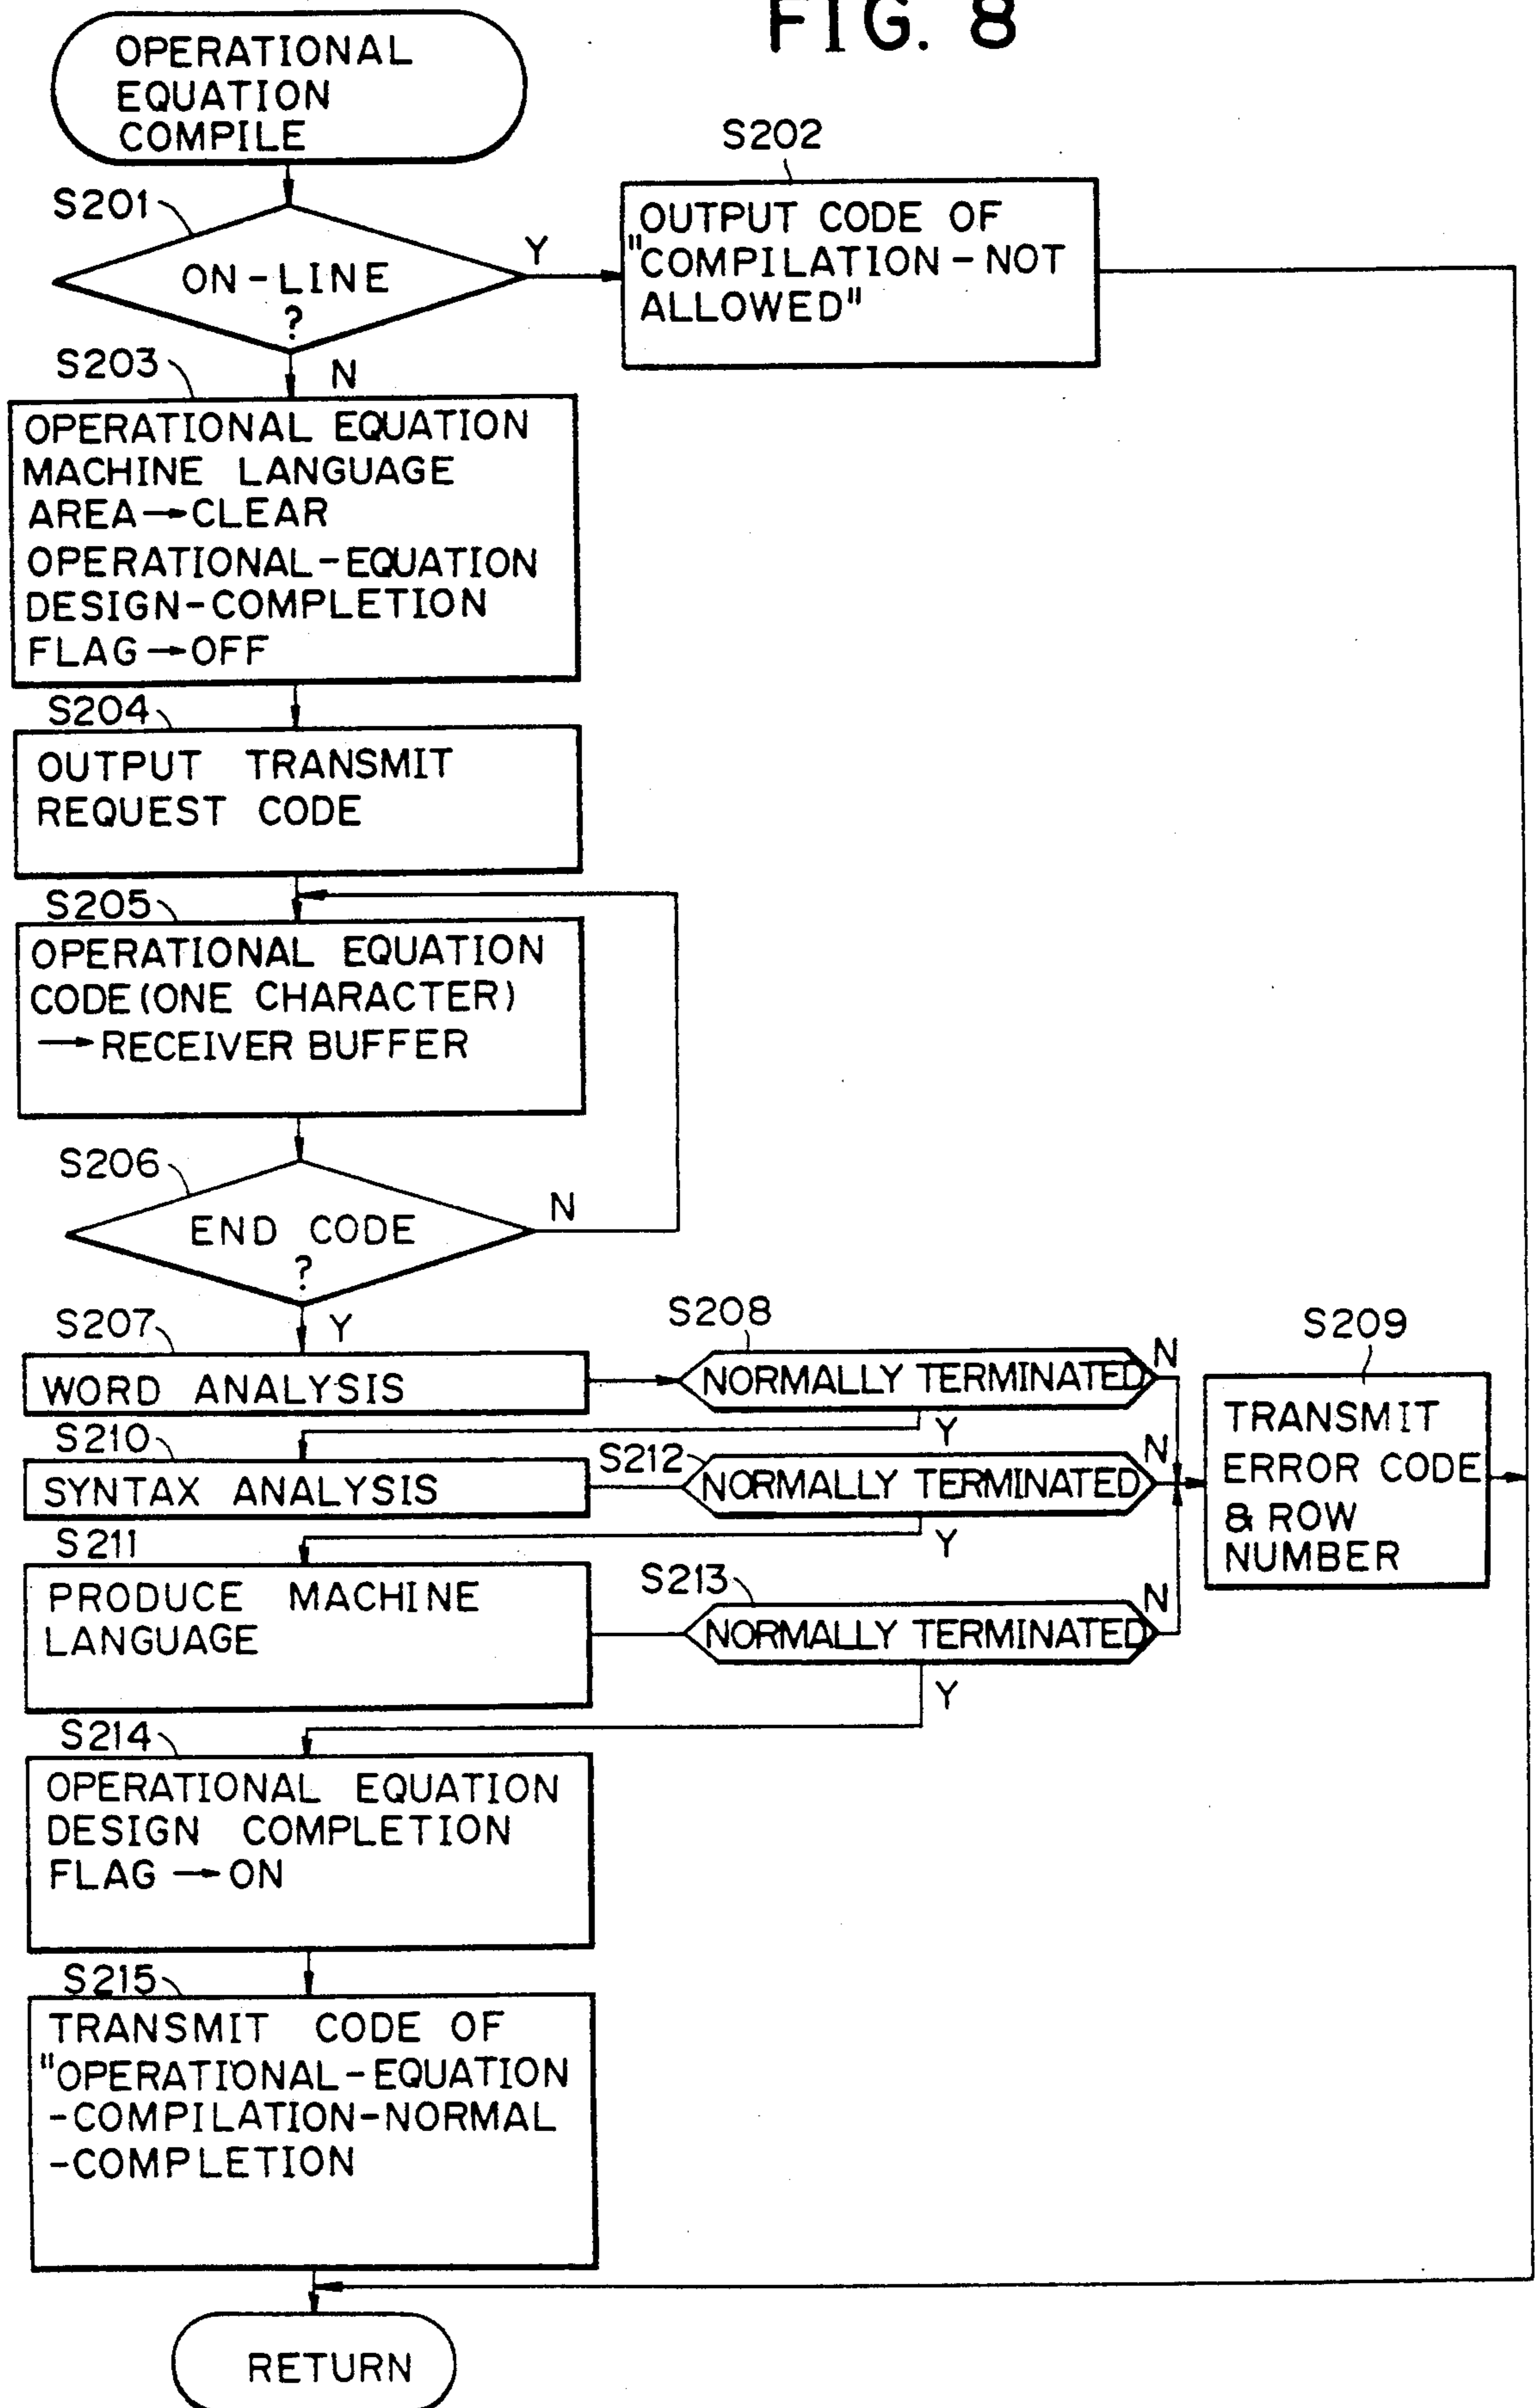 FIG. 8
OPERATIONAL
EQUATION
COMPILE
S201
ON-LINE
?
Y
N
S202
OUTPUT CODE OF
"COMPILATION-NOT
ALLOWED"
S203
OPERATIONAL EQUATION
MACHINE LANGUAGE
AREA→CLEAR
OPERATIONAL-EQUATION
DESIGN-COMPLETION
FLAG→OFF
S204
OUTPUT TRANSMIT
REQUEST CODE
S205
OPERATIONAL EQUATION
CODE(ONE CHARACTER)
→RECEIVER BUFFER
S206
END CODE
?
N
Y
S207
WORD ANALYSIS
S208
NORMALLY TERMINATED
N
Y
S209
TRANSMIT
ERROR CODE
& ROW
NUMBER
S210
SYNTAX ANALYSIS
S212
NORMALLY TERMINATED
N
Y
S211
PRODUCE MACHINE
LANGUAGE
S213
NORMALLY TERMINATED
N
Y
S214
OPERATIONAL EQUATION
DESIGN COMPLETION
FLAG→ON
S215
TRANSMIT CODE OF
"OPERATIONAL-EQUATION
-COMPILATION-NORMAL
-COMPLETION
RETURN